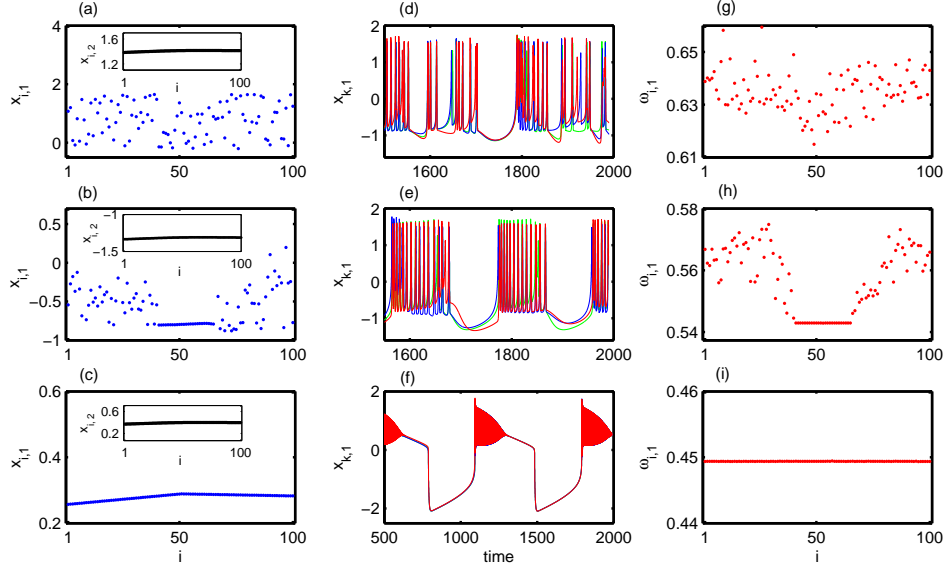 (a)
x_{i,1}
4
2
0
1
50
100
x_{i,2}
1.6
1.2
1
i
100
(d)
x_{k,1}
2
1
0
−1
1600
1800
2000
(g)
ω_{i,1}
0.65
0.63
0.61
1
50
100
(b)
x_{i,1}
0.5
0
−0.5
−1
1
50
100
x_{i,2}
−1
−1.5
1
i
100
(e)
x_{k,1}
2
1
0
−1
1600
1800
2000
(h)
ω_{i,1}
0.58
0.56
0.54
1
50
100
(c)
x_{i,1}
0.6
0.4
0.2
1
50
100
i
x_{i,2}
0.6
0.2
1
i
100
(f)
x_{k,1}
2
0
−2
500
1000
1500
2000
time
(i)
ω_{i,1}
0.46
0.45
0.44
1
50
100
i